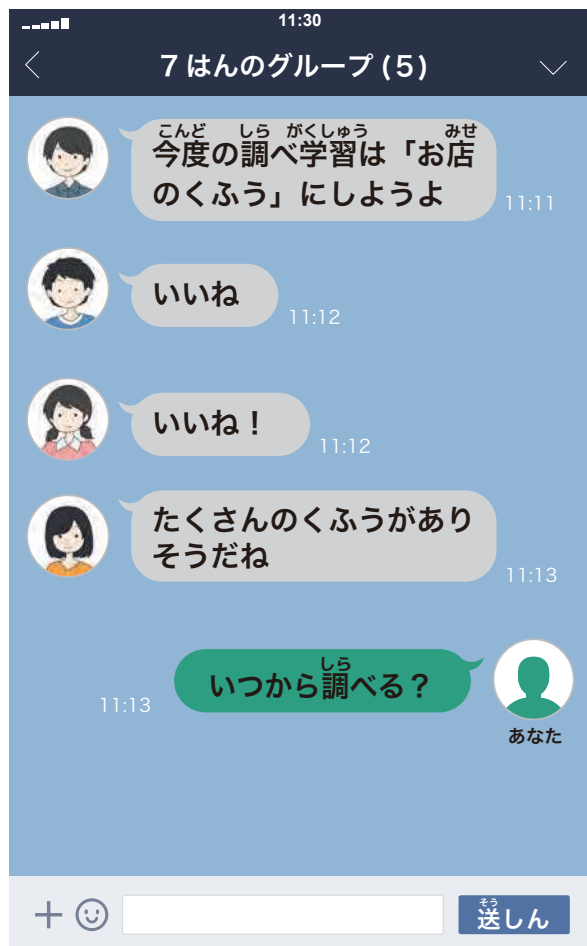 11:30
7はんのグループ(5)
こんど しら がくしゅう みせ
今度の調べ学習は「お店
のくふう」にしようよ
11:11
いいね
11:12
いいね！
11:12
たくさんのくふうがあり
そうだね
11:13
しら
いつから調べる？
11:13
あなた
そう
送しん